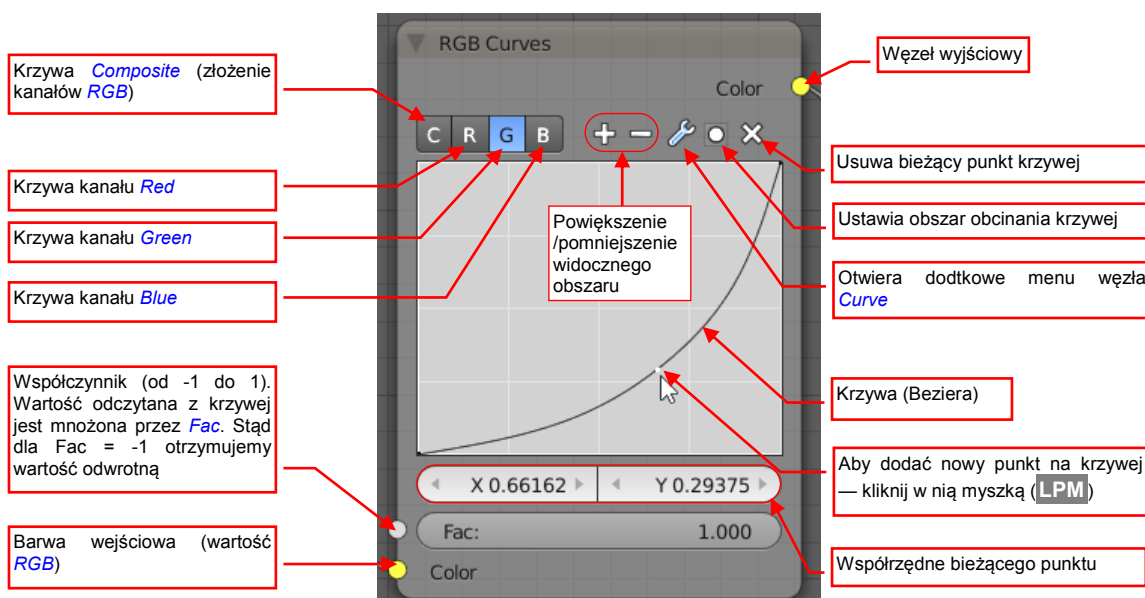 RGB Curves
Color
C R G B
X 0.66162 Y 0.29375
Fac: 1.000
Color
Krzywa Composite (złożenie
kanałów RGB)
Krzywa kanału Red
Krzywa kanału Green
Krzywa kanału Blue
Współczynnik (od -1 do 1).
Wartość odczytana z krzywej
jest mnożona przez Fac. Stąd
dla Fac = -1 otrzymujemy
wartość odwrotną
Barwa wejściowa (wartość
RGB)
Powiększenie
/pomniejszenie
widocznego
obszaru
Węzeł wyjściowy
Usuwa bieżący punkt krzywej
Ustawia obszar obcinania krzywej
Otwiera dodtkowe menu węzła
Curve
Krzywa (Beziera)
Aby dodać nowy punkt na krzywej
— kliknij w nią myszką (LPM)
Współrzędne bieżącego punktu